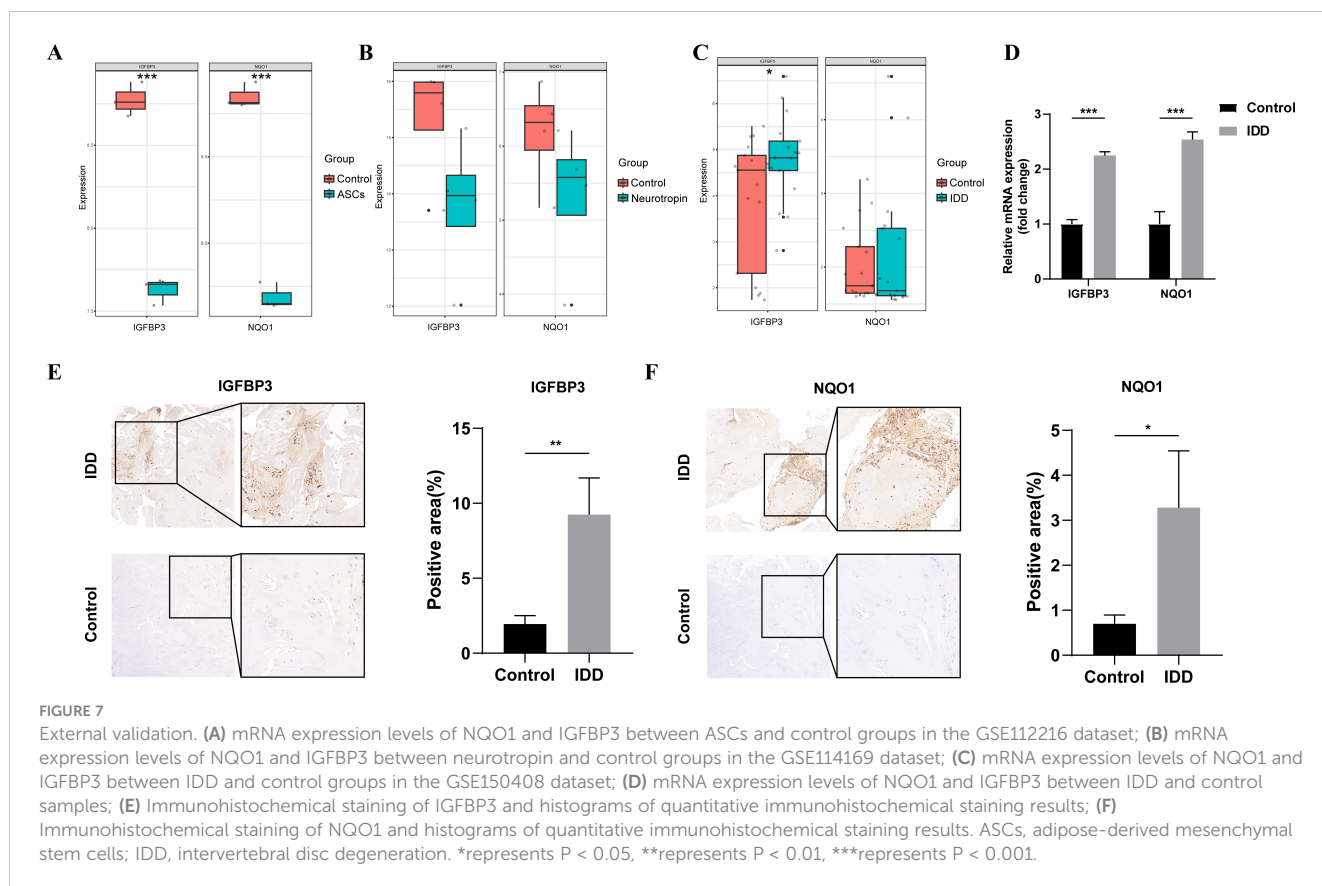 A
IGFBP3
NQO1
***
***
Expression
Group
Control
ASCs
IGFBP3
NQO1
B
IGFBP3
NQO1
Expression
Group
Control
Neurotropin
IGFBP3
NQO1
C
IGFBP3
NQO1
*
Expression
Group
Control
IDD
IGFBP3
NQO1
D
Relative mRNA expression
(fold change)
3
2
1
0
***
***
IGFBP3
NQO1
Control
IDD
E
IGFBP3
IDD
Control
IGFBP3
Positive area(%)
15
10
5
0
**
Control
IDD
F
NQO1
IDD
Control
NQO1
Positive area(%)
5
4
3
2
1
0
*
Control
IDD
FIGURE 7
External validation. (A) mRNA expression levels of NQO1 and IGFBP3 between ASCs and control groups in the GSE112216 dataset; (B) mRNA
expression levels of NQO1 and IGFBP3 between neurotropin and control groups in the GSE114169 dataset; (C) mRNA expression levels of NQO1 and
IGFBP3 between IDD and control groups in the GSE150408 dataset; (D) mRNA expression levels of NQO1 and IGFBP3 between IDD and control
samples; (E) Immunohistochemical staining of IGFBP3 and histograms of quantitative immunohistochemical staining results; (F)
Immunohistochemical staining of NQO1 and histograms of quantitative immunohistochemical staining results. ASCs, adipose-derived mesenchymal
stem cells; IDD, intervertebral disc degeneration. *represents P < 0.05, **represents P < 0.01, ***represents P < 0.001.